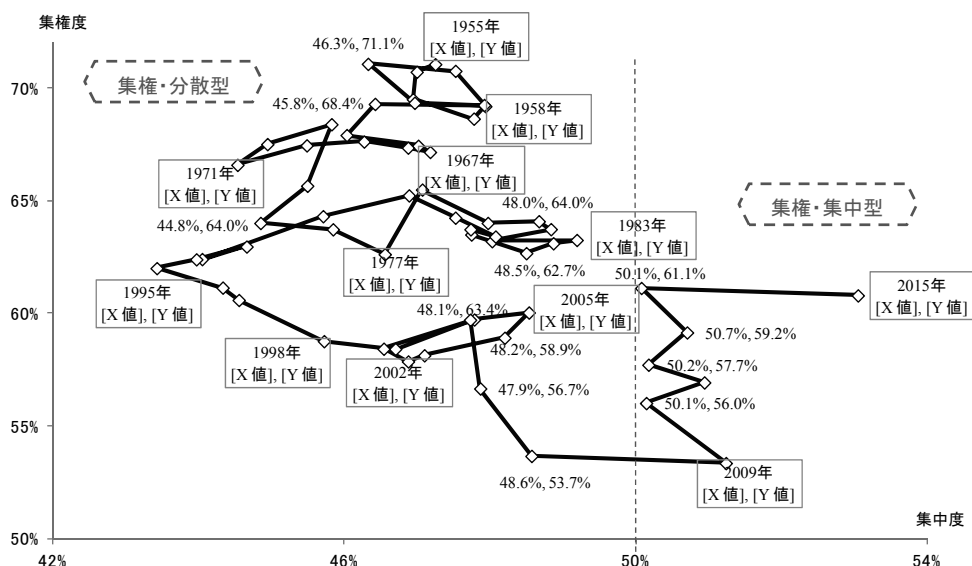 集権度
70%
65%
60%
55%
50%
42%
46%
50%
54%
集中度
集権・分散型
集権・集中型
1955年
[X 値], [Y 値]
46.3%, 71.1%
1958年
[X 値], [Y 値]
45.8%, 68.4%
1971年
[X 値], [Y 値]
1967年
[X 値], [Y 値]
48.0%, 64.0%
44.8%, 64.0%
1983年
[X 値], [Y 値]
1977年
[X 値], [Y 値]
48.5%, 62.7%
50.1%, 61.1%
1995年
[X 値], [Y 値]
48.1%, 63.4%
2005年
[X 値], [Y 値]
2015年
[X 値], [Y 値]
50.7%, 59.2%
48.2%, 58.9%
1998年
[X 値], [Y 値]
2002年
[X 値], [Y 値]
50.2%, 57.7%
47.9%, 56.7%
50.1%, 56.0%
48.6%, 53.7%
2009年
[X 値], [Y 値]